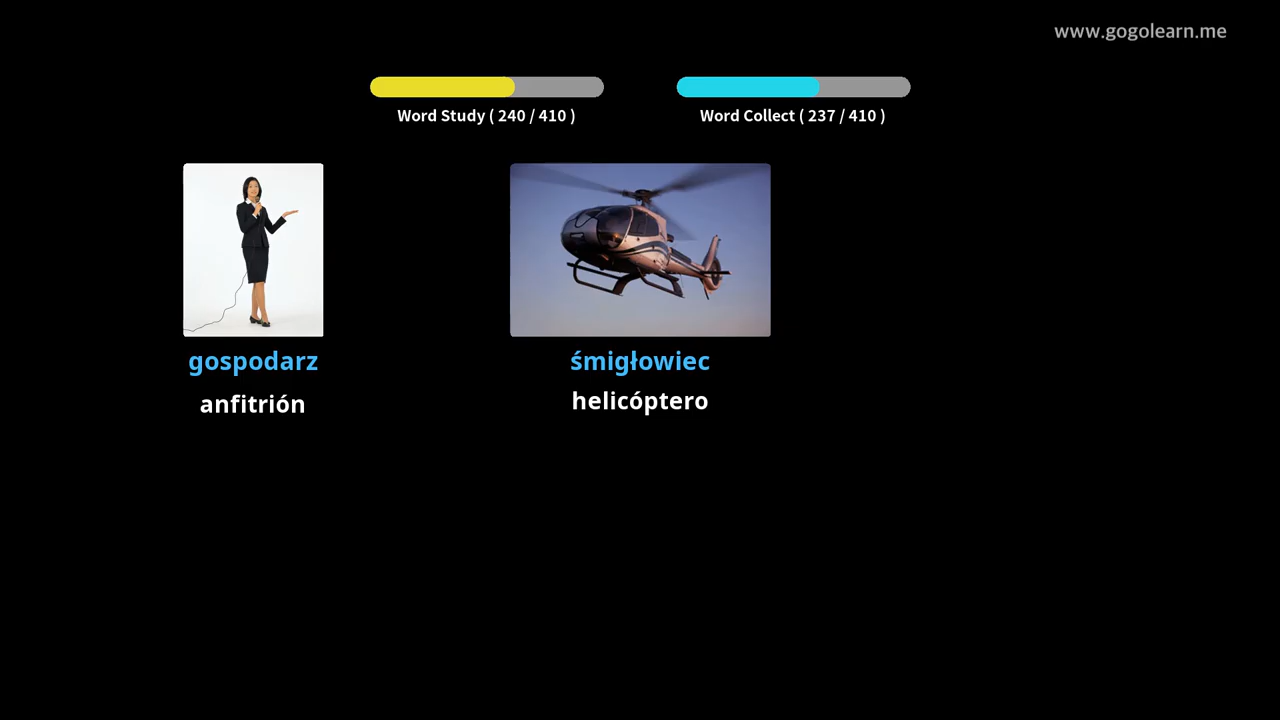 www.gogolearn.me
Word Study ( 240 / 410 )
Word Collect ( 237 / 410 )
gospodarz
anfitrión
śmigłowiec
helicóptero